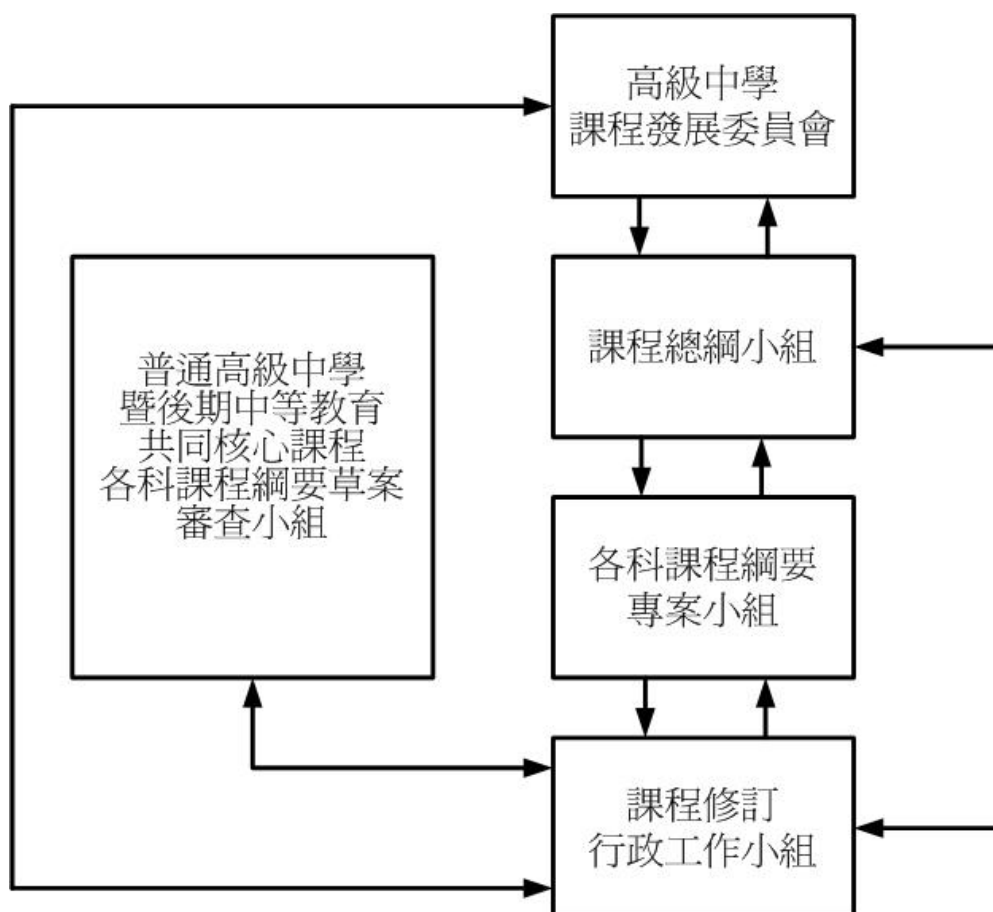 高級中學
課程發展委員會
課程總綱小組
普通高級中學
暨後期中等教育
共同核心課程
各科課程綱要草案
審查小組
各科課程綱要
專案小組
課程修訂
行政工作小組